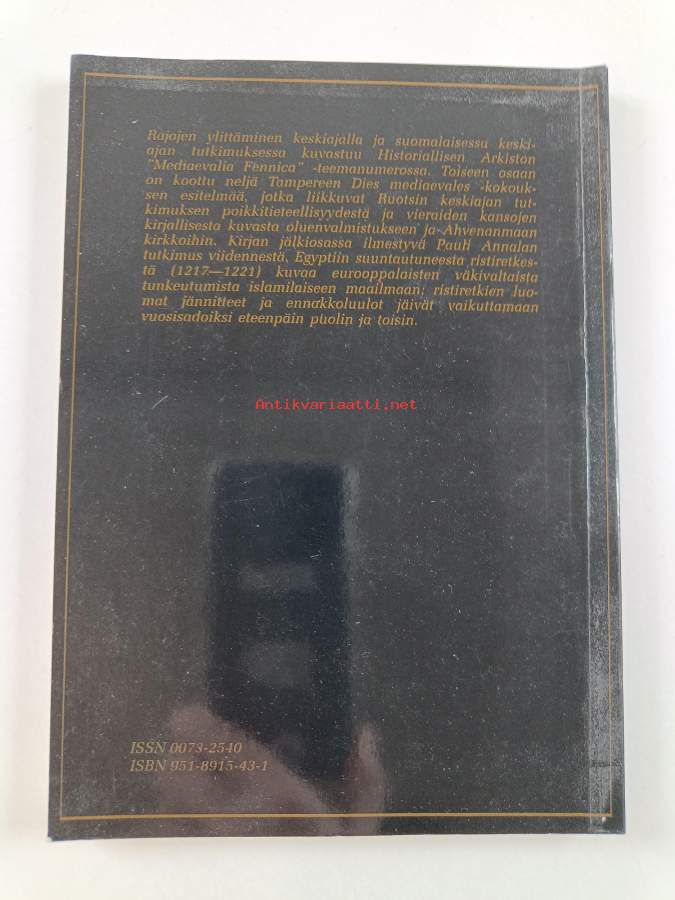 Rajojen ylittäminen keskiajalla ja suomalaisessa keski-
ajan tutkimuksessa kuvastuu Historiallisen Arkiston
"Mediaevalia Fennica" -teemanumerossa. Toiseen osaan
on koottu neljä Tampereen Dies mediaevales -kokouk-
sen esitelmää, jotka liikkuvat Ruotsin keskiajan tut-
kimuksen poikkitieteellisyydestä ja vieraiden kansojen
kirjallisesta kuvasta oluenvalmistukseen ja Ahvenanmaan
kirkkoihin. Kirjan jälkiosassa ilmestyvä Pauli Annalan
tutkimus viidennestä, Egyptiin suuntautuneesta ristiretkes-
tä (1217—1221) kuvaa eurooppalaisten väkivaltaista
tunkeutumista islamilaiseen maailmaan; ristiretkien luo-
mat jännitteet ja ennakkoluulot jäivät vaikuttamaan
vuosisadoiksi eteenpäin puolin ja toisin.
Antikvariaatti.net
ISSN 0073-2540
ISBN 951-8915-43-1